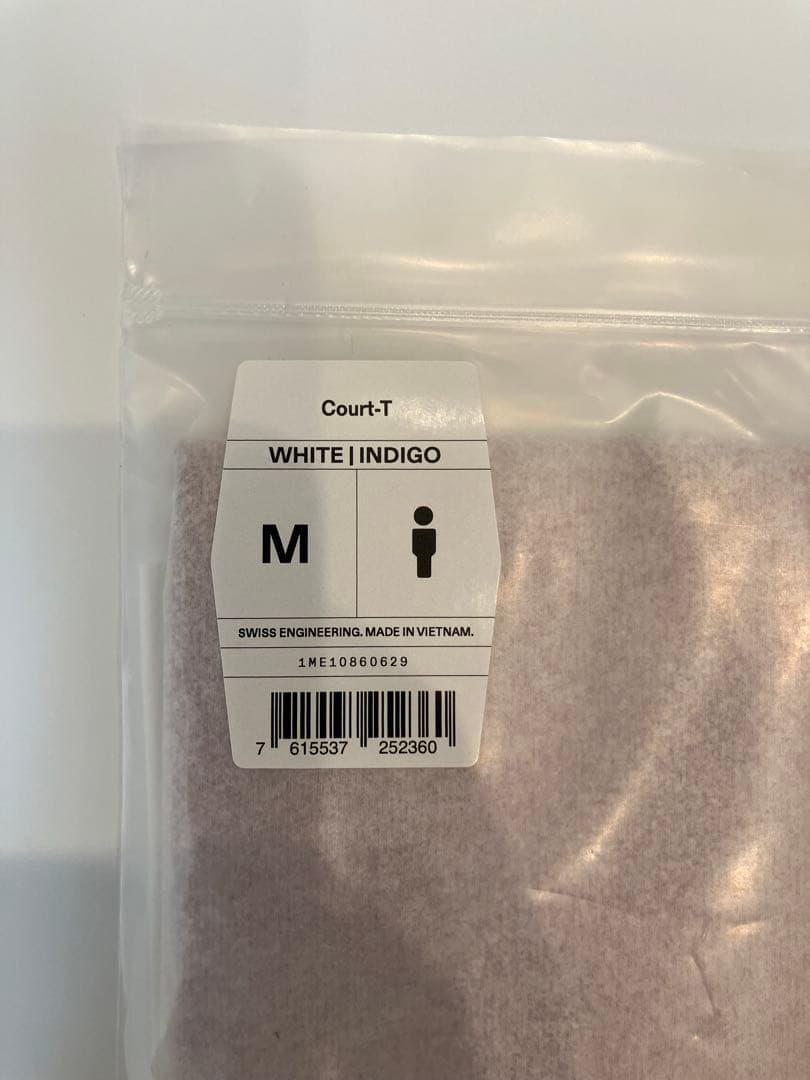 Court-T
WHITE | INDIGO
M
SWISS ENGINEERING. MADE IN VIETNAM.
1ME10860629
7 615537 252360